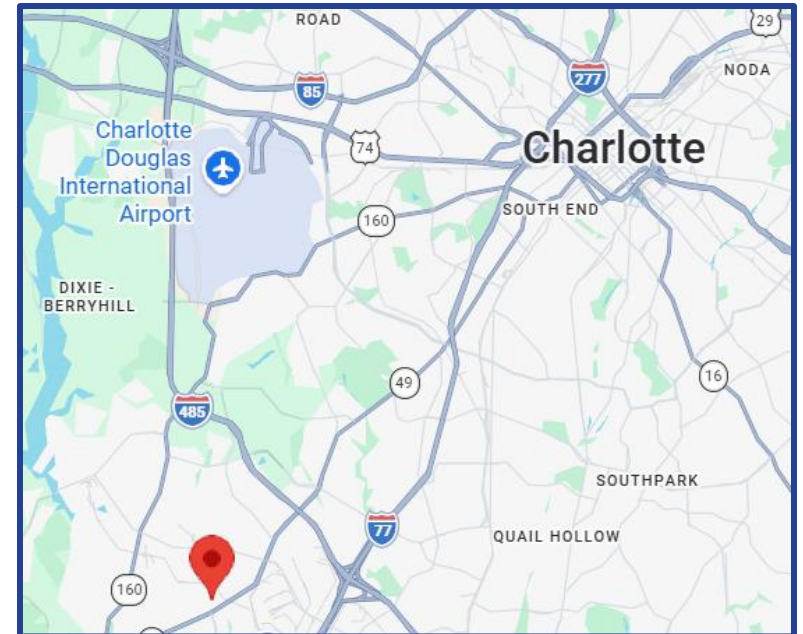 ROAD
29
277
NODA
85
Charlotte
Douglas
International
Airport
74
Charlotte
160
SOUTH END
DIXIE -
BERRYHILL
49
16
485
SOUTHPARK
77
QUAIL HOLLOW
160